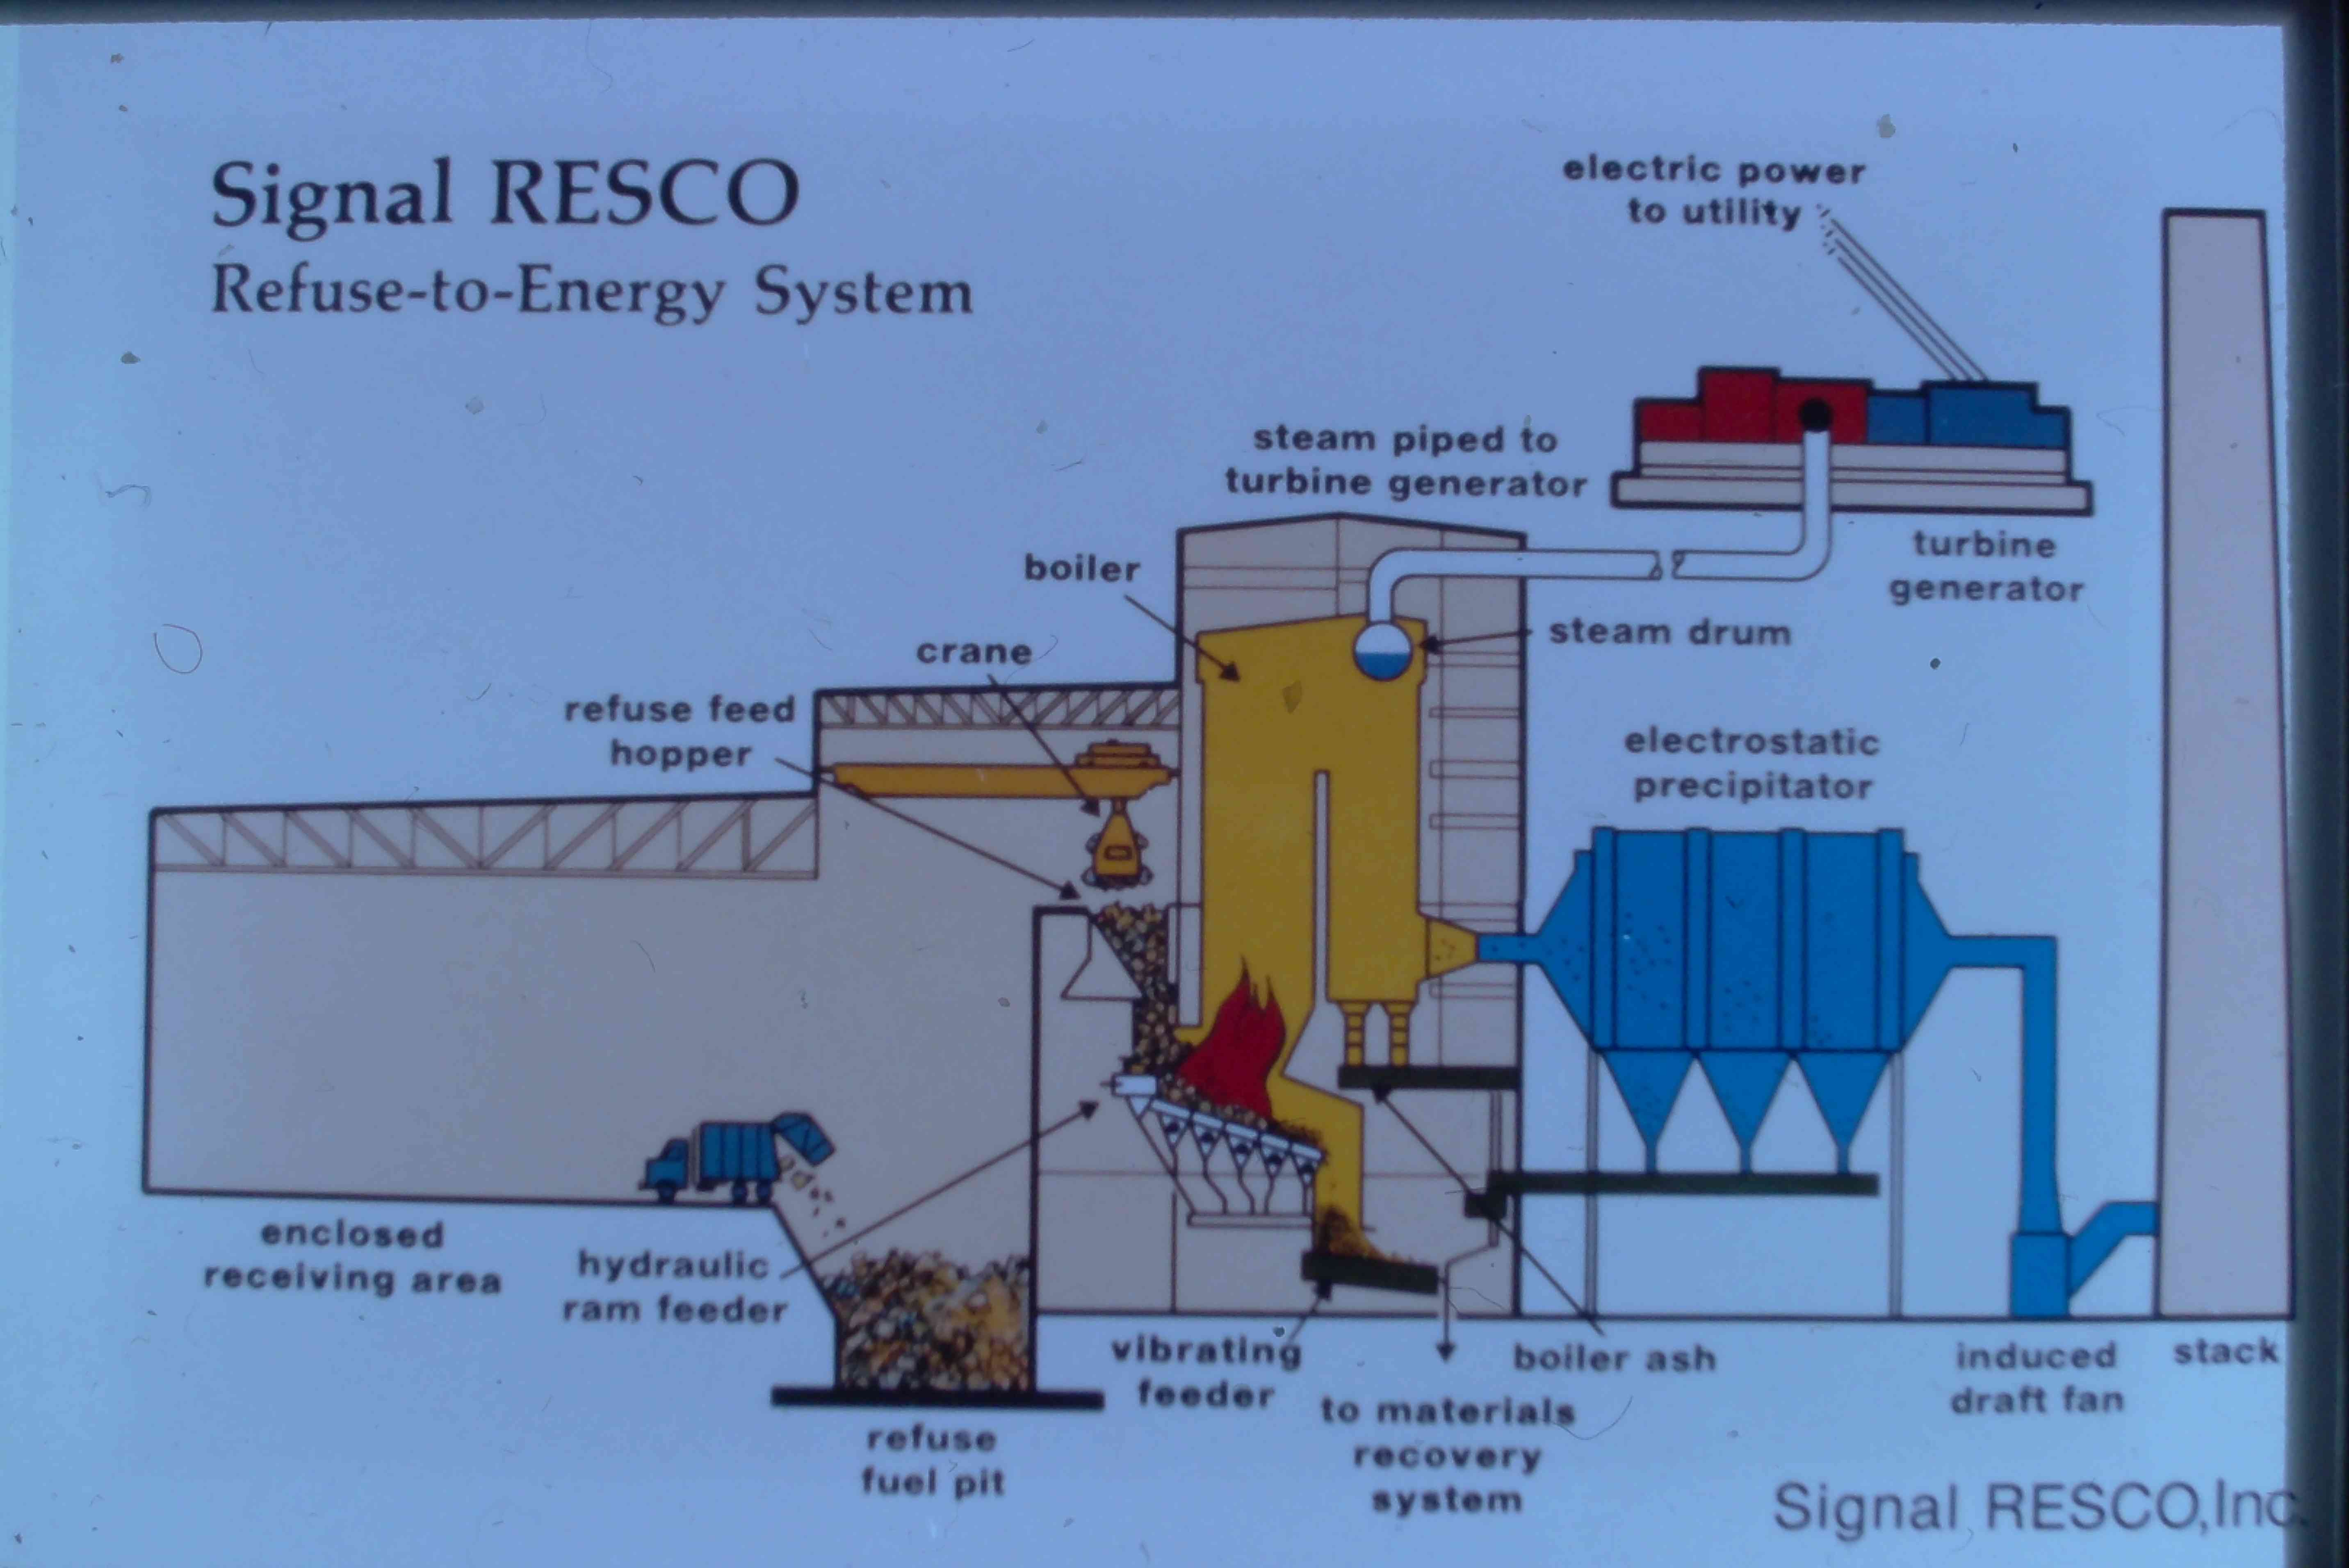 Signal RESCO
Refuse-to-Energy System
electric power
to utility
steam piped to
turbine generator
turbine
generator
boiler
steam drum
crane
refuse feed
hopper
electrostatic
precipitator
enclosed
receiving area
hydraulic
ram feeder
vibrating
feeder
boiler ash
induced
draft fan
stack
to materials
recovery
system
refuse
fuel pit
Signal RESCO,Inc.